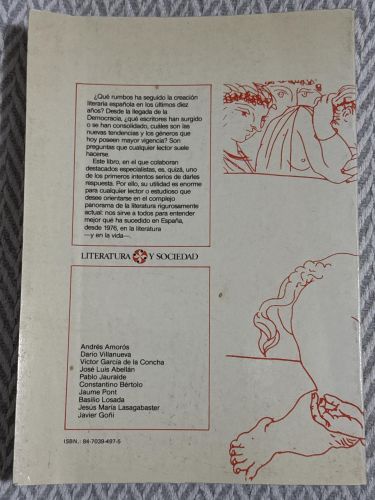 ¿Qué rumbos ha seguido la creación
literaria española en los últimos diez
años? Desde la llegada de la
Democracia, ¿qué escritores han surgido
o se han consolidado, cuáles son las
nuevas tendencias y los géneros que
hoy poseen mayor vigencia? Son
preguntas que cualquier lector suele
hacerse.
Este libro, en el que colaboran
destacados especialistas, es, quizá, uno
de los primeros intentos serios de darles
respuesta. Por ello, su utilidad es enorme
para cualquier lector o estudioso que
desee orientarse en el complejo
panorama de la literatura rigurosamente
actual: nos sirve a todos para entender
mejor qué ha sucedido en España,
desde 1976, en la literatura
—y en la vida—.
LITERATURA Y SOCIEDAD
Andrés Amorós
Darío Villanueva
Víctor García de la Concha
José Luis Abellán
Pablo Jauralde
Constantino Bértolo
Jaume Pont
Basilio Losada
Jesús María Lasagabaster
Javier Goñi
ISBN.: 84-7039-497-5